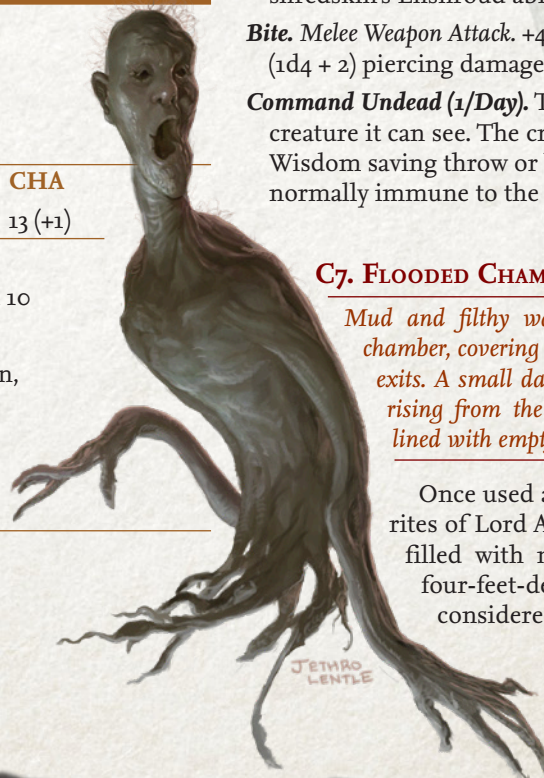 shredskin's Enshroud abi
Bite. Melee Weapon Attack. +4
(1d4 + 2) piercing damage
Command Undead (1/Day). T
creature it can see. The cr
Wisdom saving throw or
normally immune to the
CHA
13 (+1)
10
n,
C7. Flooded Cham
Mud and filthy wa
chamber, covering
exits. A small da
rising from the
lined with empt
Once used a
rites of Lord A
filled with m
four-feet-de
considere
JETHRO
LENTLE